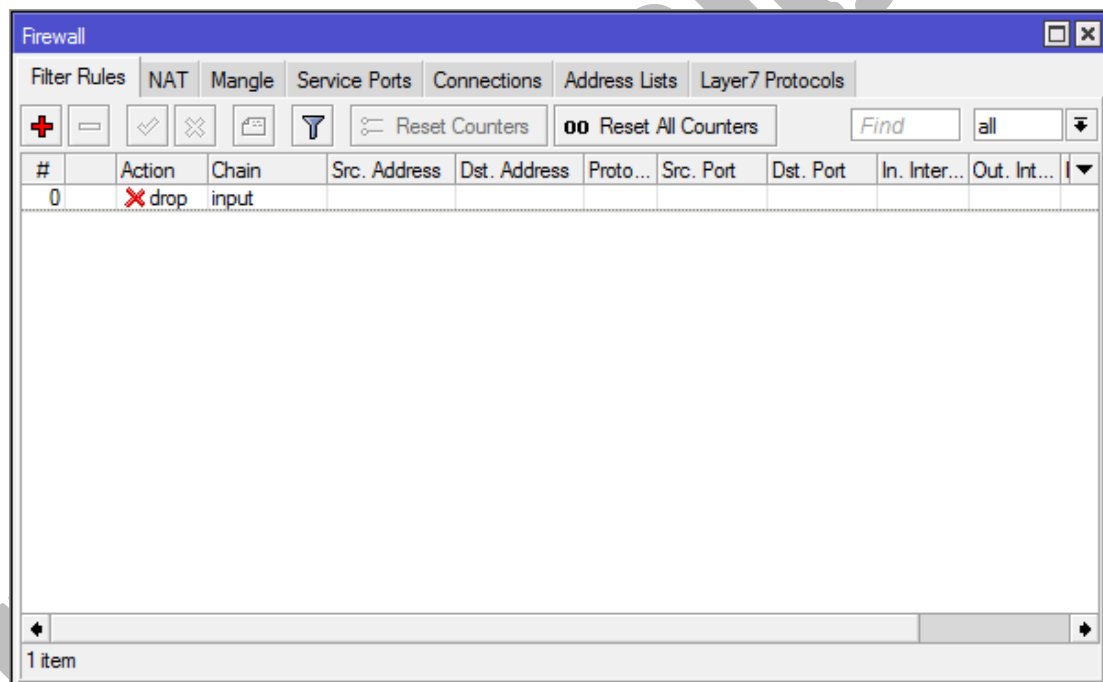 Firewall
Filter Rules NAT Mangle Service Ports Connections Address Lists Layer7 Protocols
Reset Counters 00 Reset All Counters Find all
# Action Chain Src. Address Dst. Address Proto... Src. Port Dst. Port In. Inter... Out. Int...
0 drop input
1 item